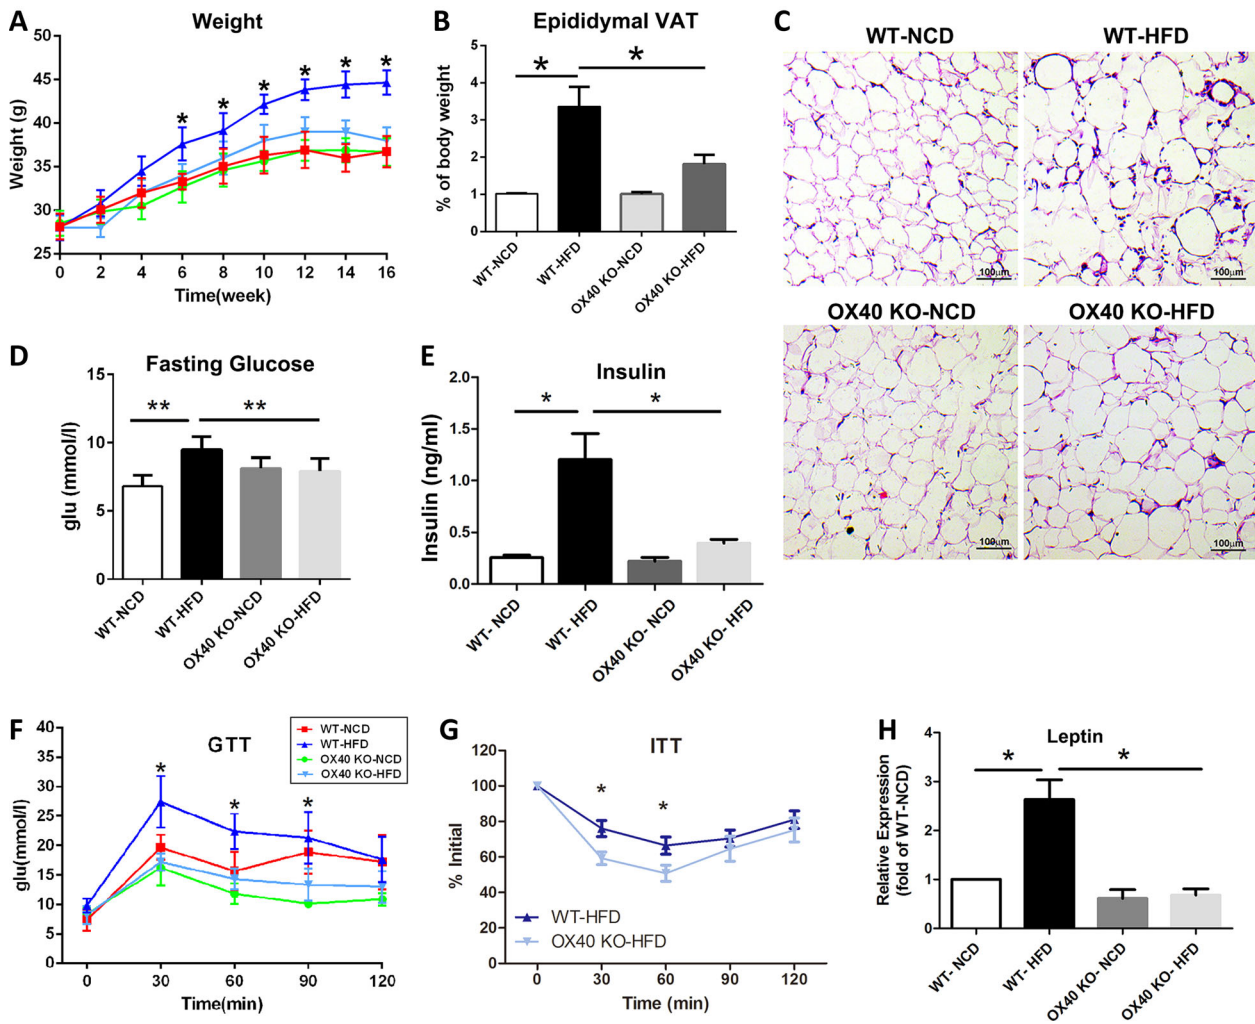 A
Weight
Weight (g)
50
45
40
35
30
25
* * * * * *
0 2 4 6 8 10 12 14 16
Time(week)
B
Epididymal VAT
% of body weight
5
4
3
2
1
0
* *
WT-NCD
WT-HFD
OX40 KO-NCD
OX40 KO-HFD
C
WT-NCD
WT-HFD
100μm
100μm
OX40 KO-NCD
OX40 KO-HFD
100μm
100μm
D
Fasting Glucose
glu (mmol/l)
15
10
5
0
** **
WT-NCD
WT-HFD
OX40 KO-NCD
OX40 KO-HFD
E
Insulin
Insulin (ng/ml)
2.0
1.5
1.0
0.5
0.0
* *
WT- NCD
WT- HFD
OX40 KO- NCD
OX40 KO- HFD
F
GTT
glu(mmol/l)
40
35
30
25
20
15
10
5
0
* * *
WT-NCD
WT-HFD
OX40 KO-NCD
OX40 KO-HFD
0 30 60 90 120
Time(min)
G
ITT
% Initial
120
100
80
60
40
20
0
* *
WT-HFD
OX40 KO-HFD
0 30 60 90 120
Time (min)
H
Leptin
Relative Expression
(fold of WT-NCD)
4
3
2
1
0
* *
WT- NCD
WT- HFD
OX40 KO- NCD
OX40 KO- HFD